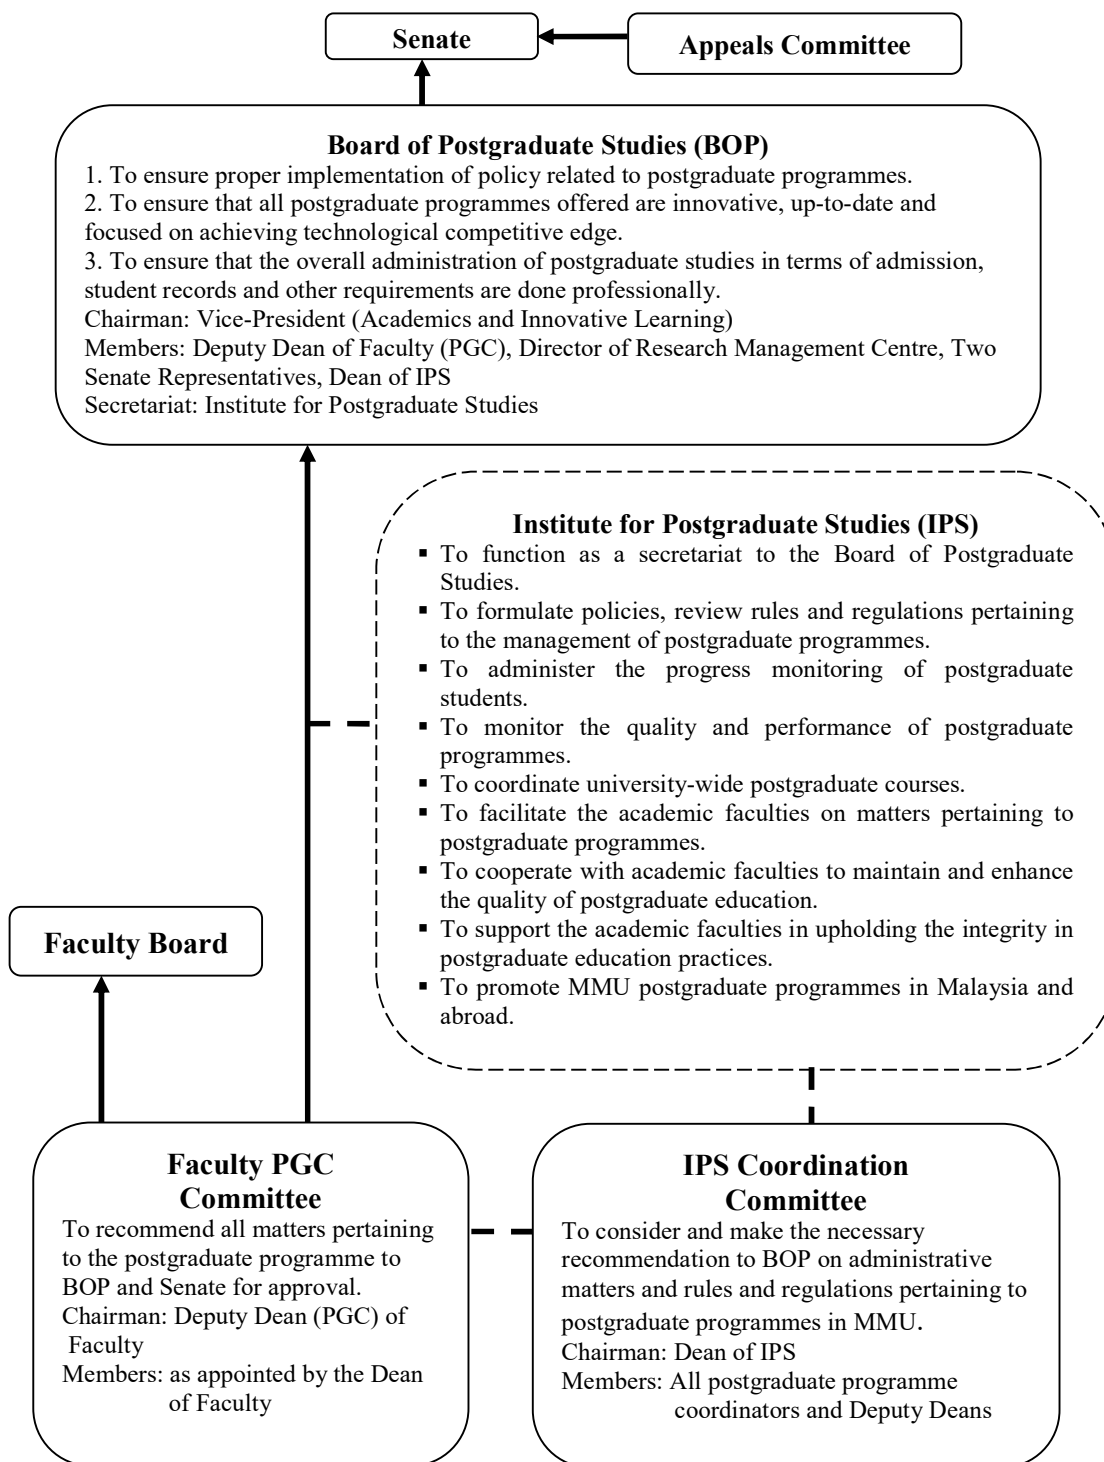 Senate
Appeals Committee
Board of Postgraduate Studies (BOP)
1. To ensure proper implementation of policy related to postgraduate programmes.
2. To ensure that all postgraduate programmes offered are innovative, up-to-date and
focused on achieving technological competitive edge.
3. To ensure that the overall administration of postgraduate studies in terms of admission,
student records and other requirements are done professionally.
Chairman: Vice-President (Academics and Innovative Learning)
Members: Deputy Dean of Faculty (PGC), Director of Research Management Centre, Two
Senate Representatives, Dean of IPS
Secretariat: Institute for Postgraduate Studies
Institute for Postgraduate Studies (IPS)
▪ To function as a secretariat to the Board of Postgraduate
Studies.
▪ To formulate policies, review rules and regulations pertaining
to the management of postgraduate programmes.
▪ To administer the progress monitoring of postgraduate
students.
▪ To monitor the quality and performance of postgraduate
programmes.
▪ To coordinate university-wide postgraduate courses.
▪ To facilitate the academic faculties on matters pertaining to
postgraduate programmes.
▪ To cooperate with academic faculties to maintain and enhance
the quality of postgraduate education.
▪ To support the academic faculties in upholding the integrity in
postgraduate education practices.
▪ To promote MMU postgraduate programmes in Malaysia and
abroad.
Faculty Board
Faculty PGC
Committee
To recommend all matters pertaining
to the postgraduate programme to
BOP and Senate for approval.
Chairman: Deputy Dean (PGC) of
Faculty
Members: as appointed by the Dean
of Faculty
IPS Coordination
Committee
To consider and make the necessary
recommendation to BOP on administrative
matters and rules and regulations pertaining to
postgraduate programmes in MMU.
Chairman: Dean of IPS
Members: All postgraduate programme
coordinators and Deputy Deans